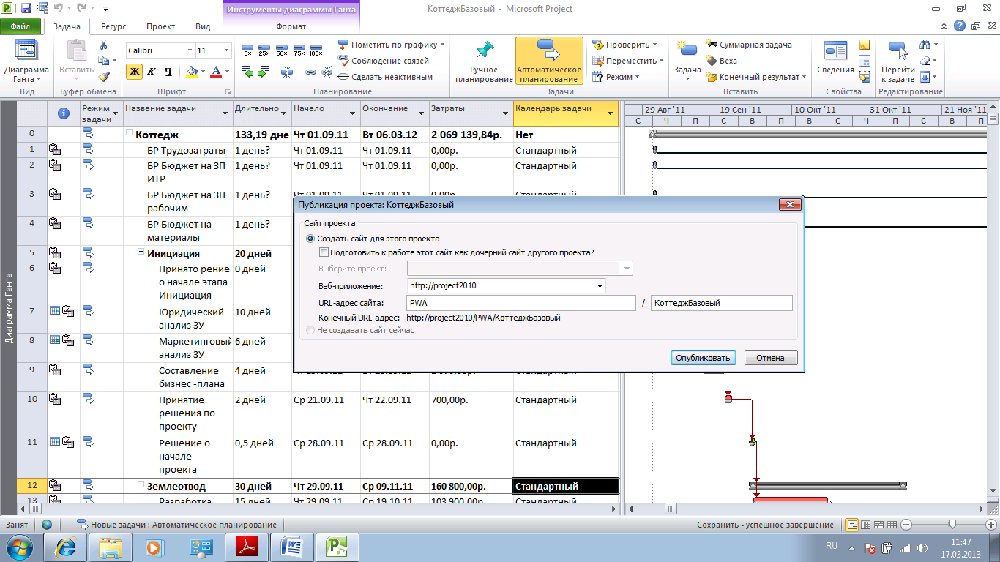 Инструменты диаграммы Ганта
КоттеджБазовый - Microsoft Project
Файл Задача Ресурс Проект Вид Формат
Диаграмма Ганта
Вид
Вставить
Буфер обмена
Calibri 11
Ж К Ч
Шрифт
0% 25% 50% 75% 100%
Пометить по графику
Соблюдение связей
Сделать неактивным
Планирование
Ручное планирование
Автоматическое планирование
Проверить
Переместить
Режим
Задачи
Задача
Суммарная задача
Веха
Конечный результат
Вставить
Сведения
Свойства
Перейти к задаче
Редактирование
Режим задачи Название задачи Длительно Начало Окончание Затраты Календарь задачи
29 Авг '11 19 Сен '11 10 Окт '11 31 Окт '11 21 Ноя '11
С Ч П В С Ч П В С Ч П
0 Коттедж 133,19 дне Чт 01.09.11 Вт 06.03.12 2 069 139,84р. Нет
1 БР Трудозатраты 1 день? Чт 01.09.11 Чт 01.09.11 0,00р. Стандартный
2 БР Бюджет на ЗП ИТР 1 день? Чт 01.09.11 Чт 01.09.11 0,00р. Стандартный
3 БР Бюджет на ЗП рабочим 1 день? Чт 01.09.11 Чт 01.09.11 0,00р. Стандартный
4 БР Бюджет на материалы 1 день?
5 Инициация 20 дней
6 Принято рение о начале этапа Инициация 0 дней
7 Юридический анализ ЗУ 10 дней
8 Маркетинговый анализ ЗУ 6 дней
9 Составление бизнес -плана 4 дней Стандартный
10 Принятие решения по проекту 2 дней Ср 21.09.11 Чт 22.09.11 700,00р. Стандартный
11 Решение о начале проекта 0,5 дней Ср 28.09.11 Ср 28.09.11 0,00р. Стандартный
12 Землеотвод 30 дней Чт 29.09.11 Ср 09.11.11 160 800,00р. Стандартный
13 Разработка 15 дней Чт 29.09.11 Ср 19.10.11 103 900,00р. Стандартный
Диаграмма Ганта
Публикация проекта: КоттеджБазовый
Сайт проекта
Создать сайт для этого проекта
Подготовить к работе этот сайт как дочерний сайт другого проекта?
Выберите проект:
Веб-приложение: http://project2010
URL-адрес сайта: PWA / КоттеджБазовый
Конечный URL-адрес: http://project2010/PWA/КоттеджБазовый
Не создавать сайт сейчас
Опубликовать Отмена
Занят Новые задачи : Автоматическое планирование Сохранить - успешное завершение
RU 11:47
17.03.2013